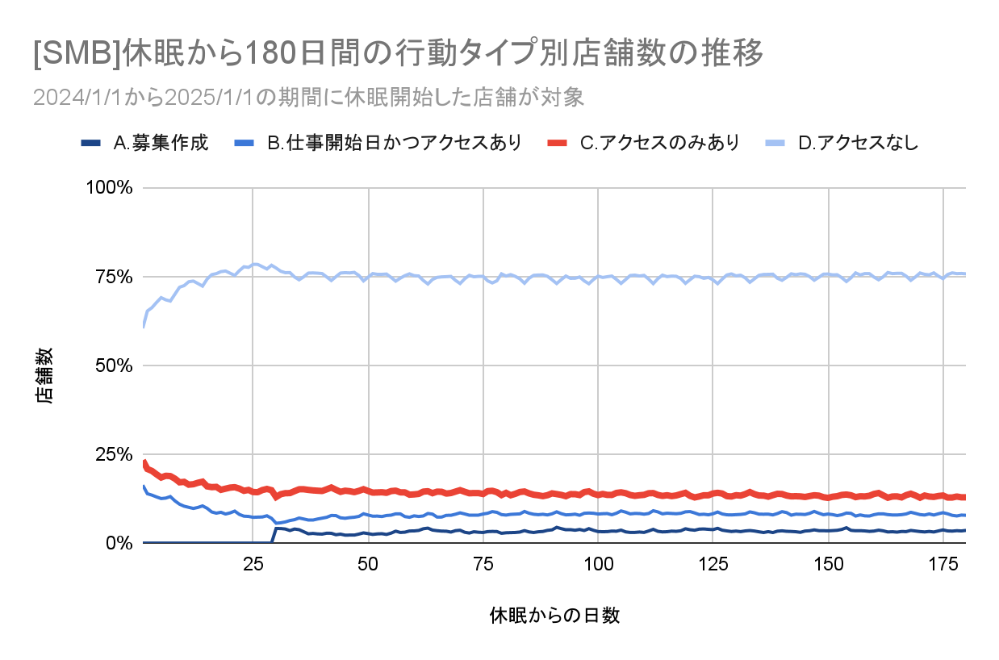 [SMB]休眠から180日間の行動タイプ別店舗数の推移
2024/1/1から2025/1/1の期間に休眠開始した店舗が対象
A.募集作成 B.仕事開始日かつアクセスあり C.アクセスのみあり D.アクセスなし
100%
75%
50%
25%
0%
店舗数
25 50 75 100 125 150 175
休眠からの日数